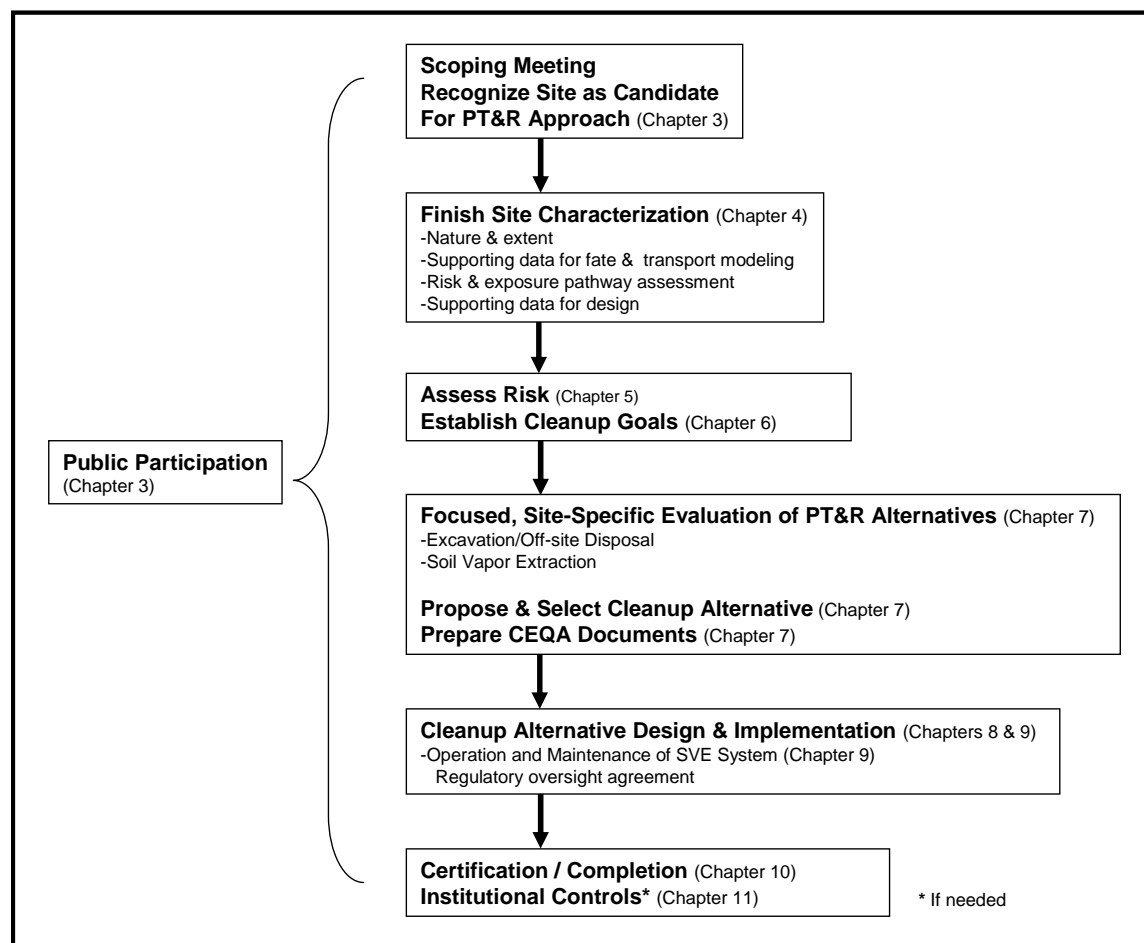 Scoping Meeting
Recognize Site as Candidate
For PT&R Approach (Chapter 3)
Finish Site Characterization (Chapter 4)
-Nature & extent
-Supporting data for fate & transport modeling
-Risk & exposure pathway assessment
-Supporting data for design
Assess Risk (Chapter 5)
Establish Cleanup Goals (Chapter 6)
Public Participation
(Chapter 3)
Focused, Site-Specific Evaluation of PT&R Alternatives (Chapter 7)
-Excavation/Off-site Disposal
-Soil Vapor Extraction
Propose & Select Cleanup Alternative (Chapter 7)
Prepare CEQA Documents (Chapter 7)
Cleanup Alternative Design & Implementation (Chapters 8 & 9)
-Operation and Maintenance of SVE System (Chapter 9)
Regulatory oversight agreement
Certification / Completion (Chapter 10)
Institutional Controls* (Chapter 11)
* If needed